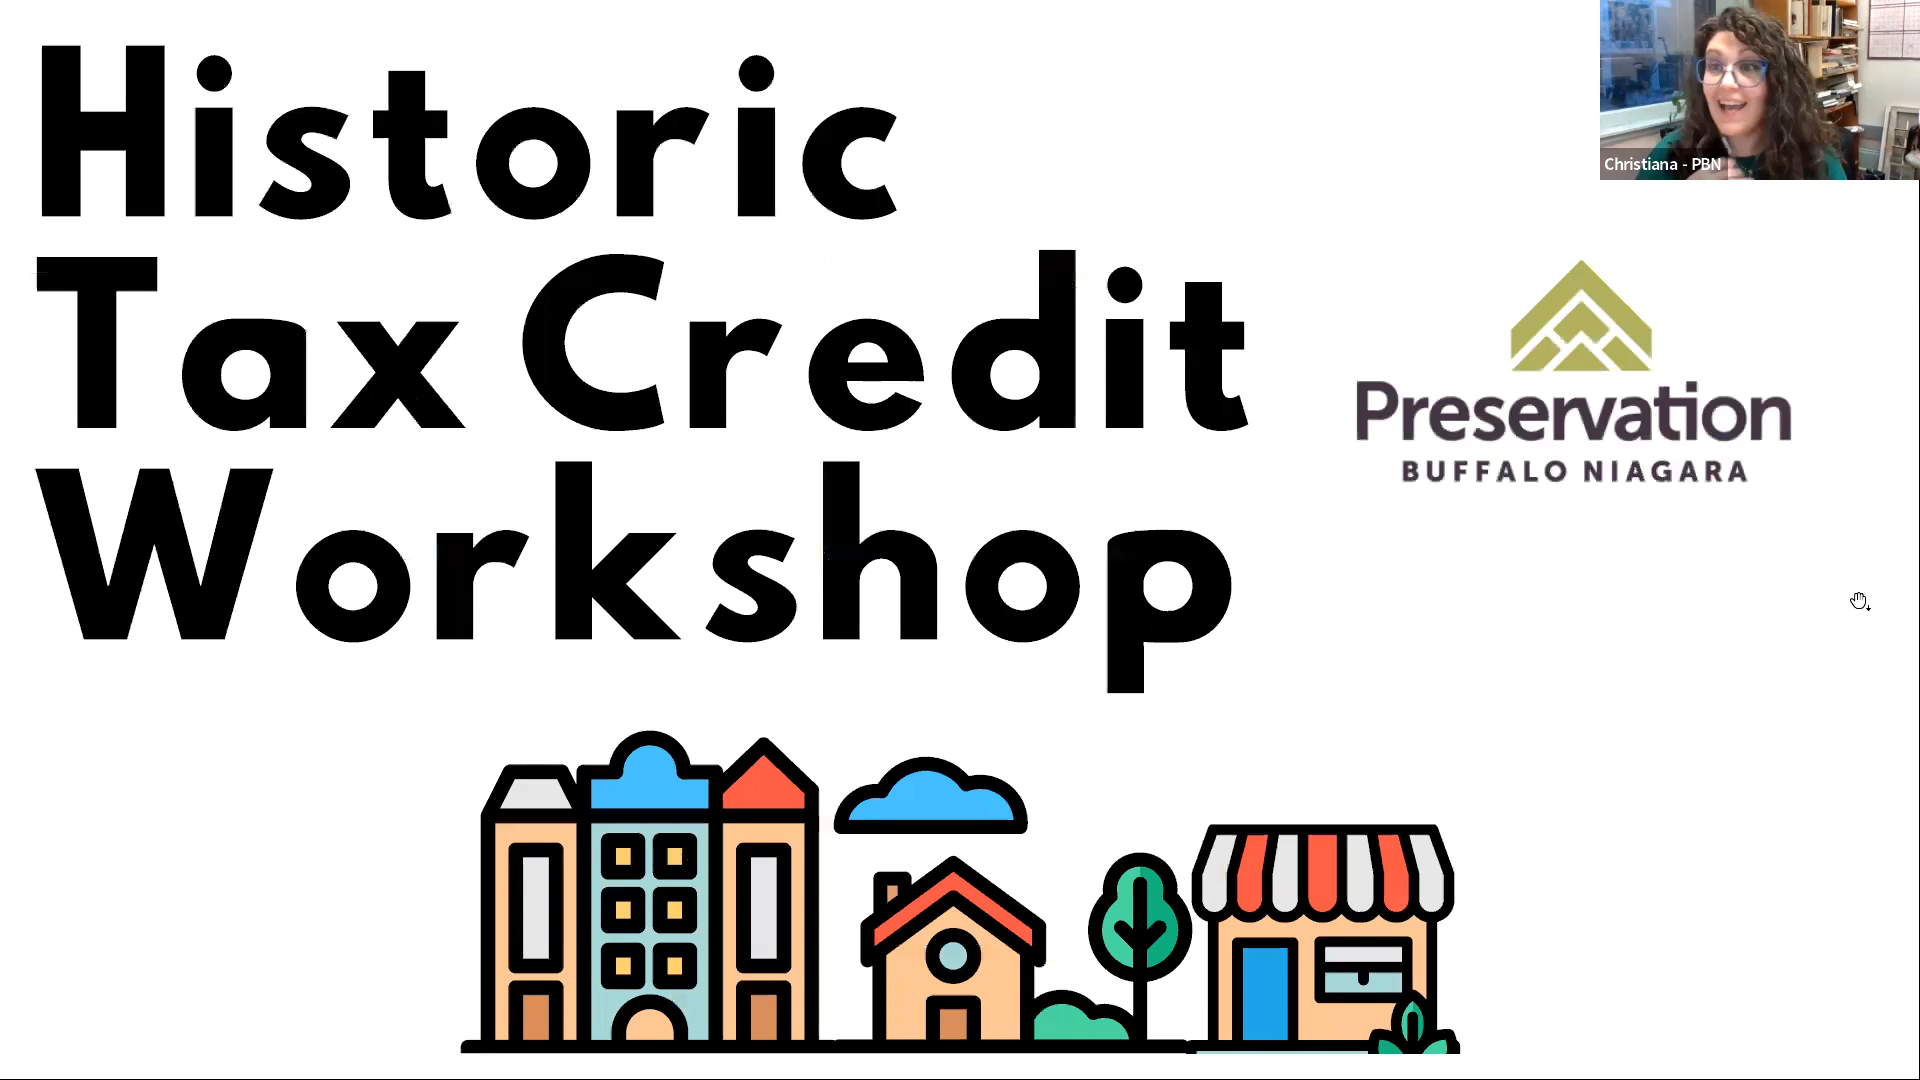 Historic
Tax Credit
Workshop
Christiana - PBN
Preservation
BUFFALO NIAGARA